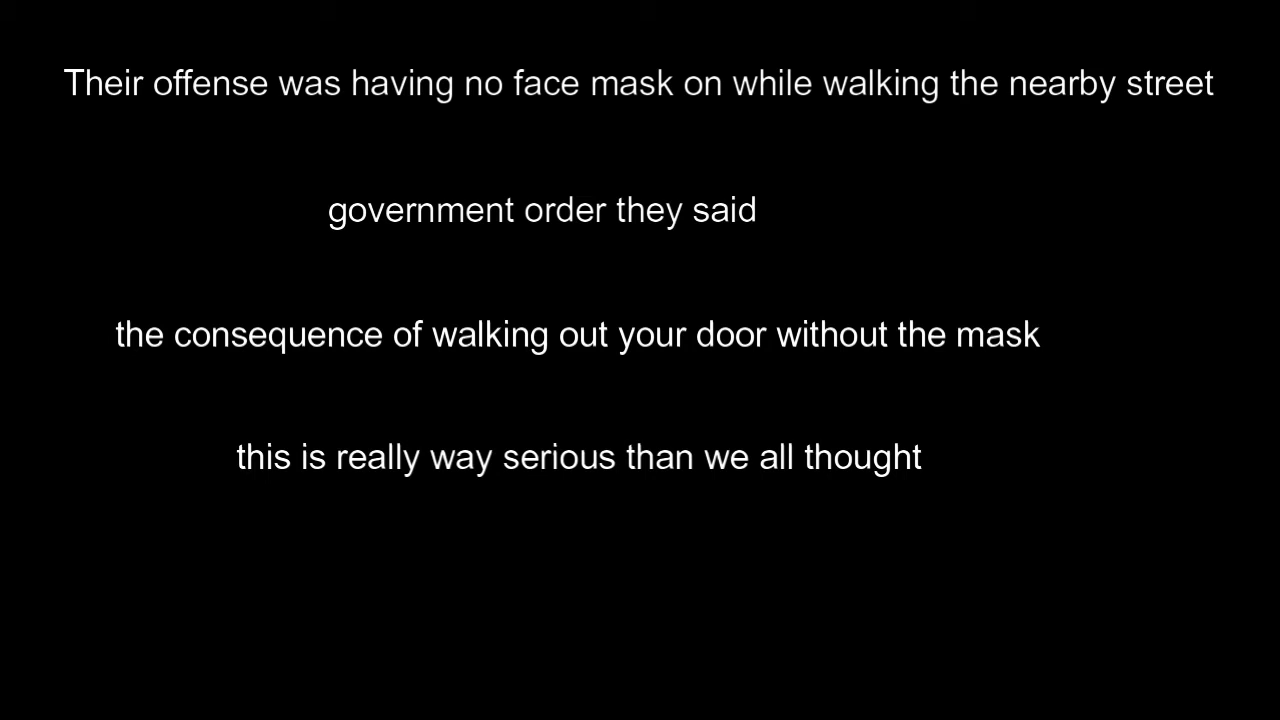 Their offense was having no face mask on while walking the nearby street
government order they said
the consequence of walking out your door without the mask
this is really way serious than we all thought